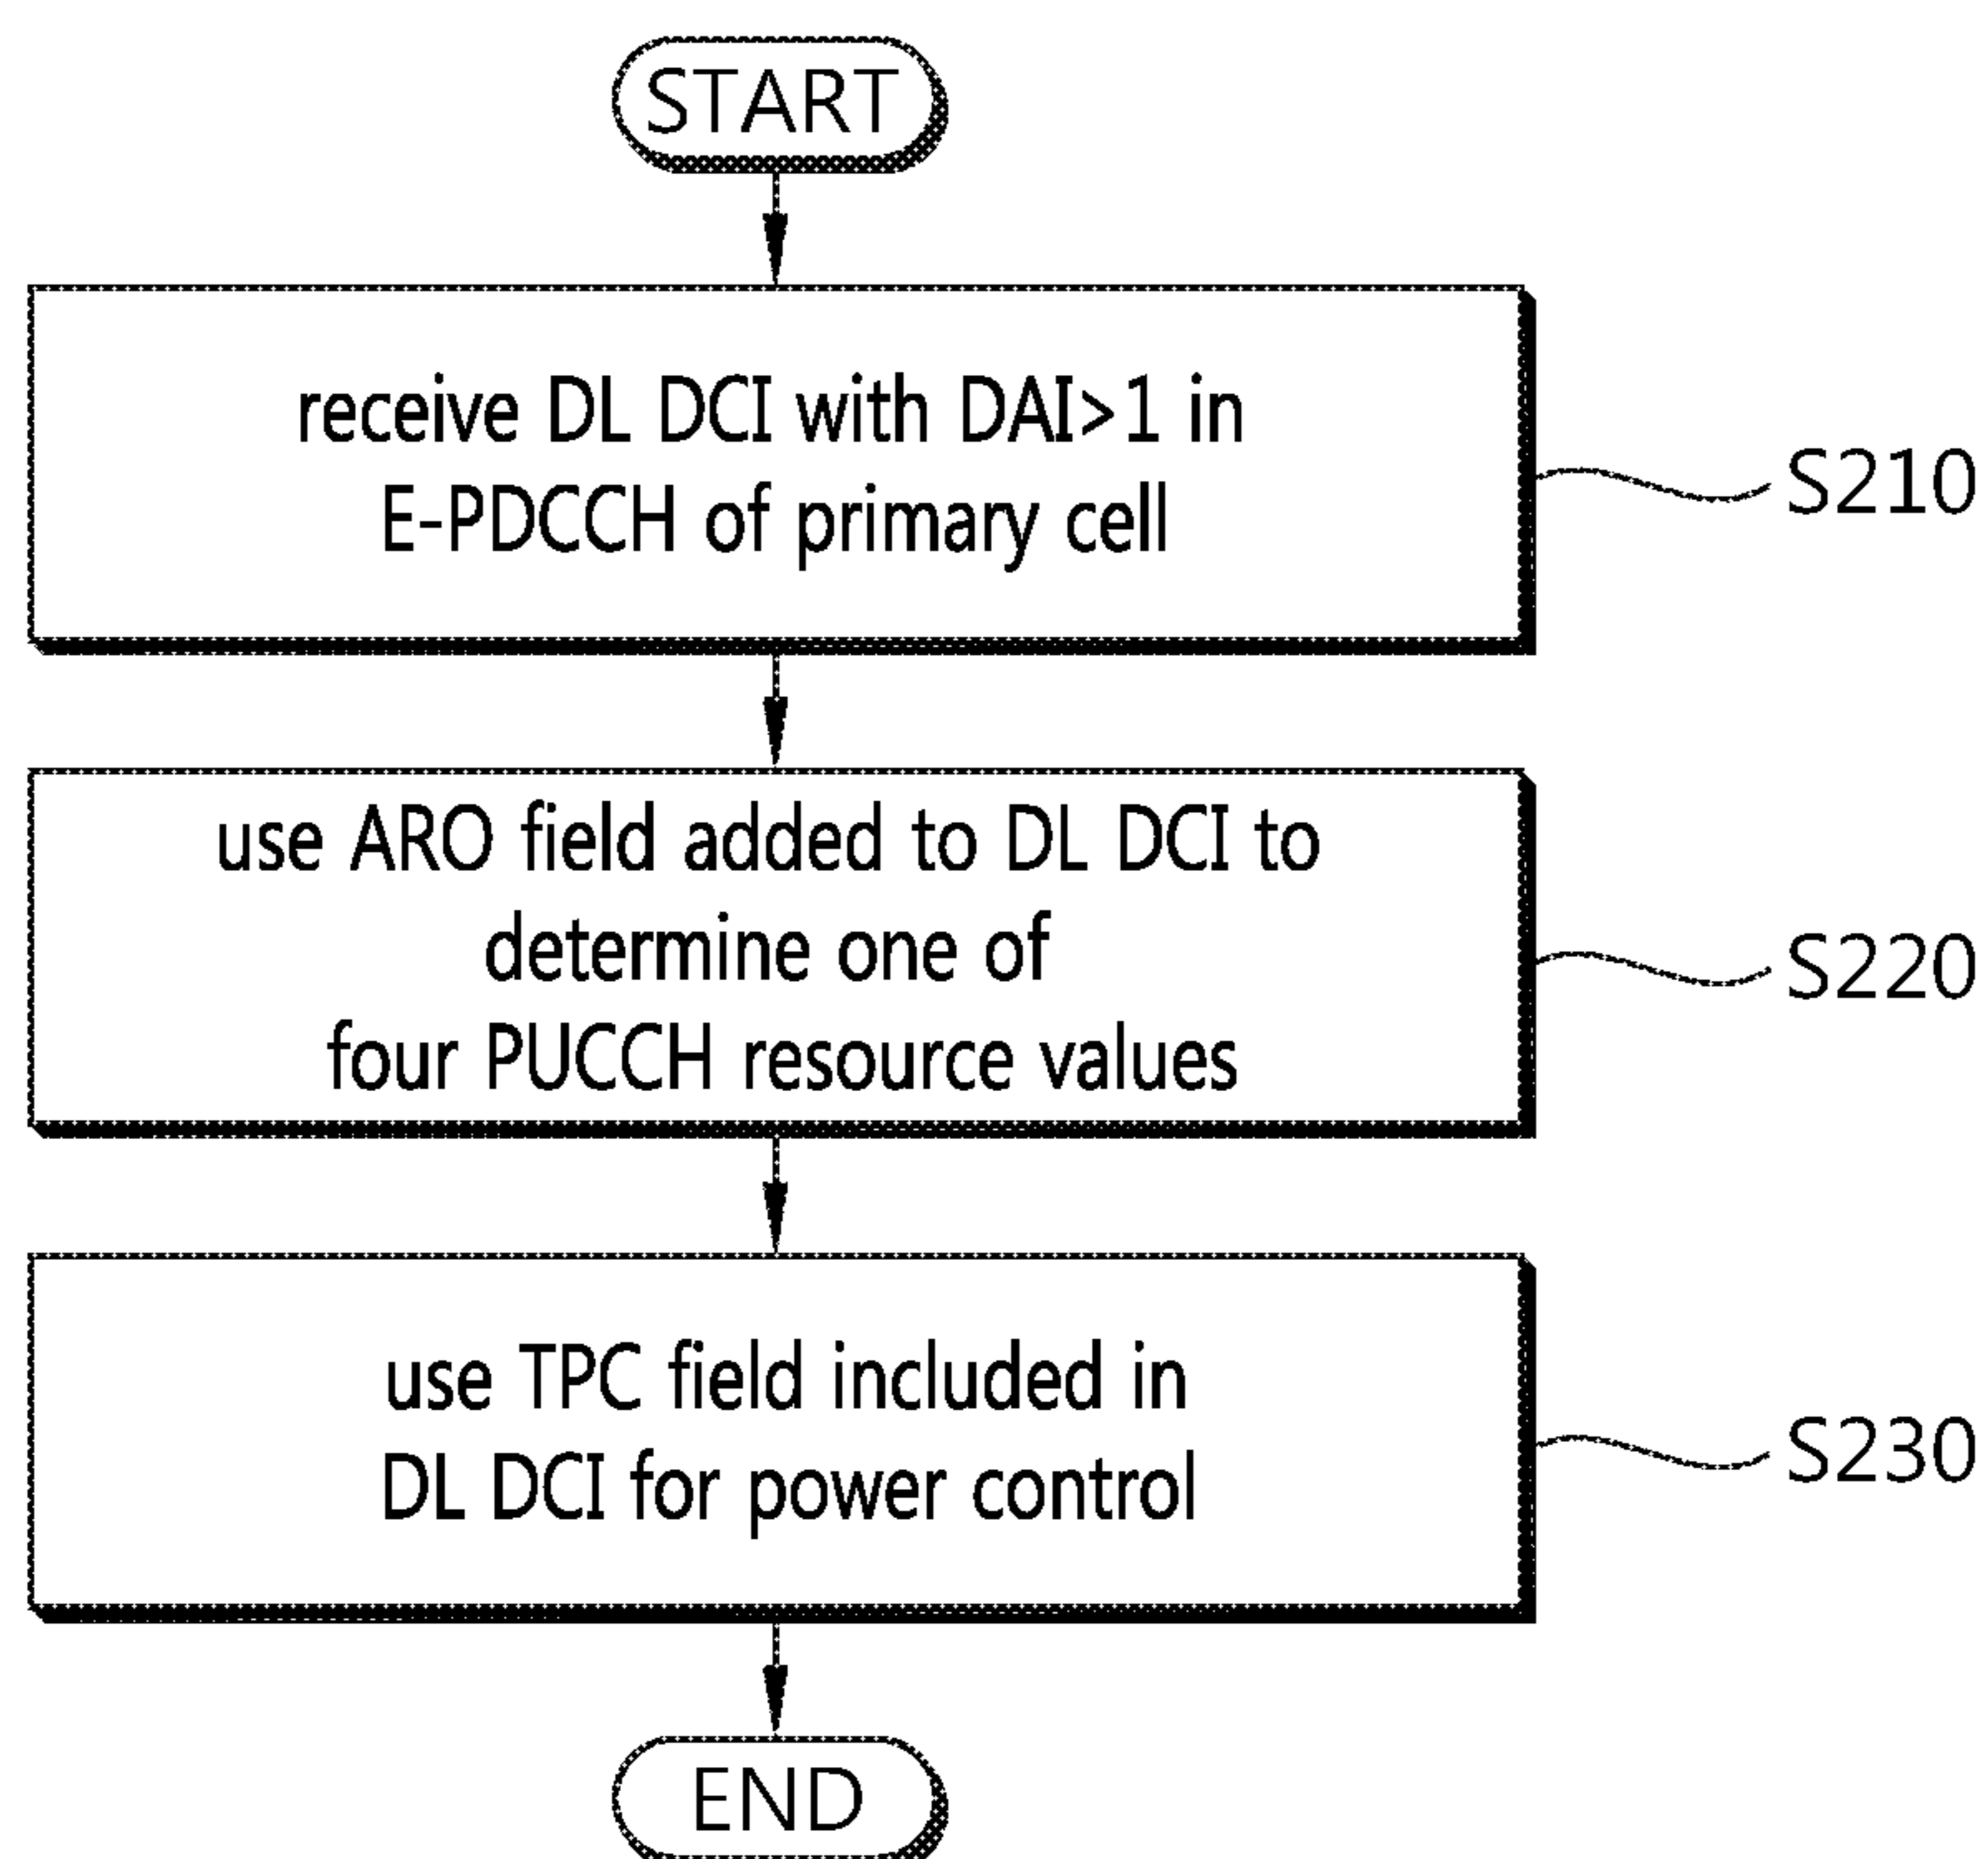 START
receive DL DCI with DAI>1 in
E-PDCCH of primary cell
S210
use ARO field added to DL DCI to
determine one of
four PUCCH resource values
S220
use TPC field included in
DL DCI for power control
S230
END